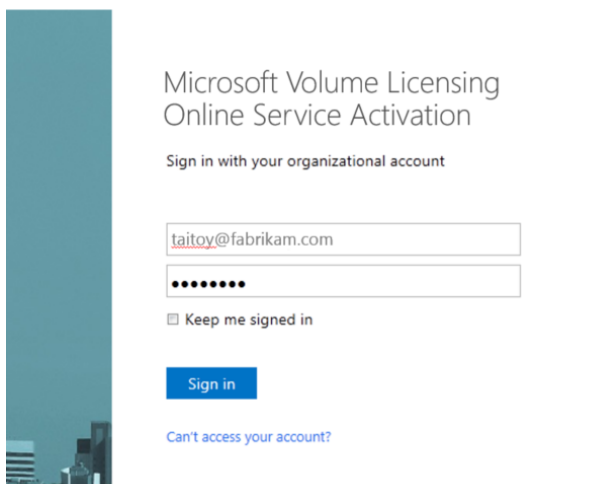 Microsoft Volume Licensing
Online Service Activation
Sign in with your organizational account
taitoy@fabrikam.com
••••••••
Keep me signed in
Sign in
Can't access your account?